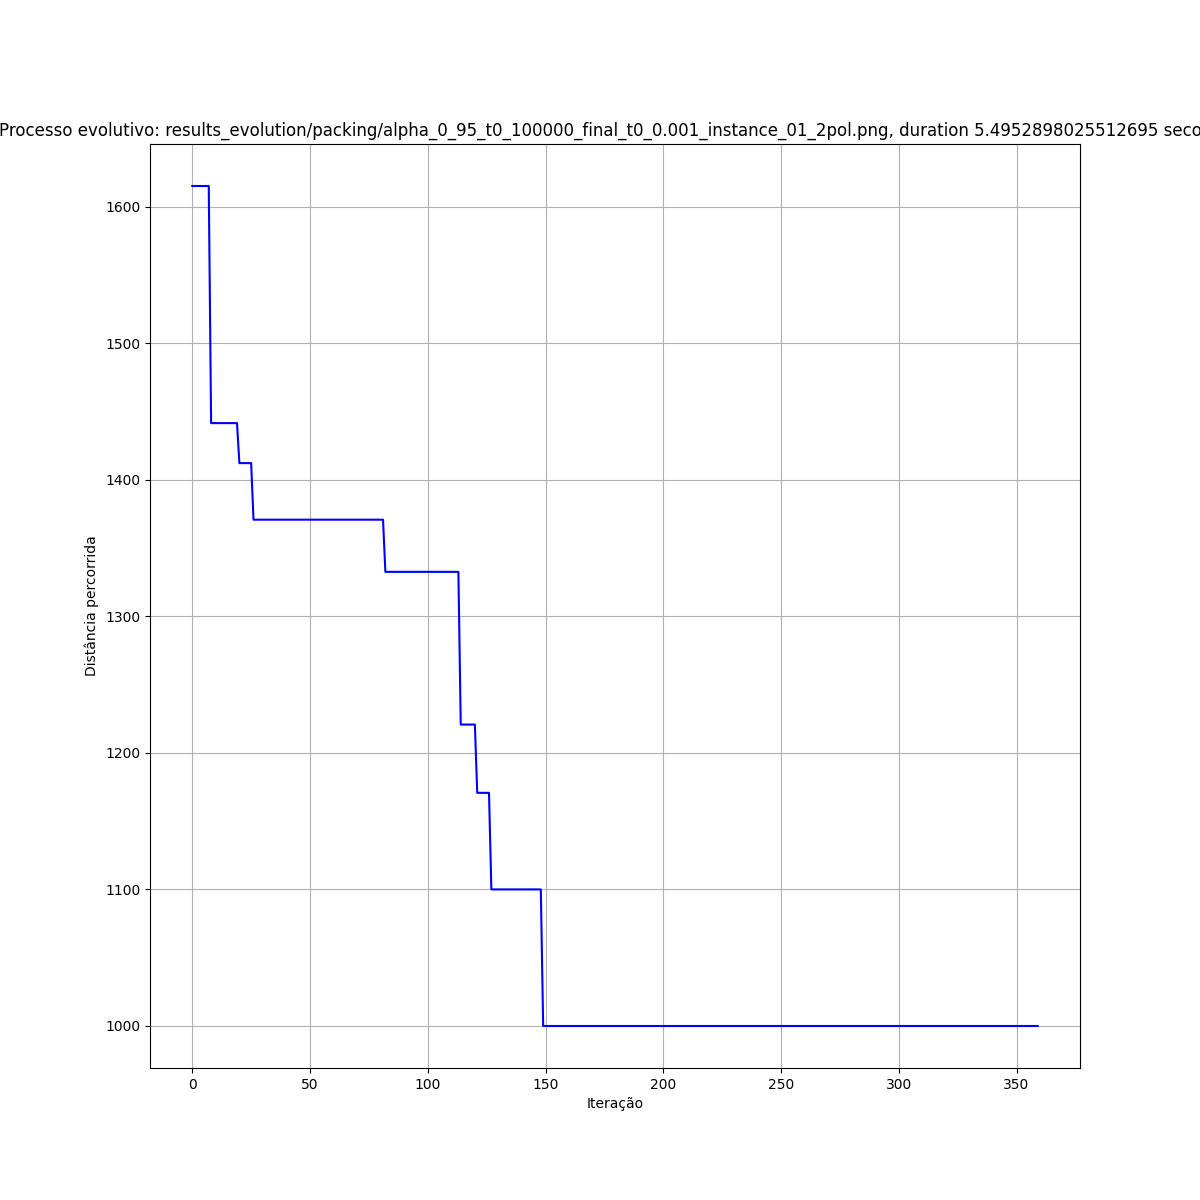 Processo evolutivo: results_evolution/packing/alpha_0_95_t0_100000_final_t0_0.001_instance_01_2pol.png, duration 5.4952898025512695 seco
1600
1500
1400
1300
1200
1100
1000
Distância percorrida
0 50 100 150 200 250 300 350
Iteração